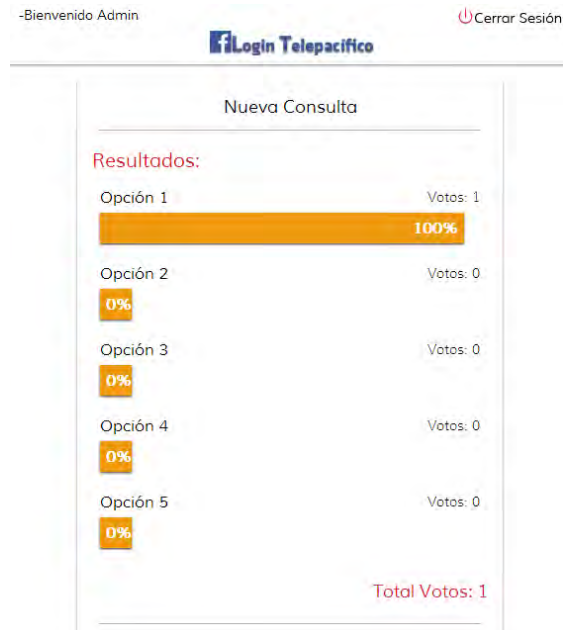 -Bienvenido Admin
Cerrar Sesión
f Login Telepacifico
Nueva Consulta
Resultados:
Opción 1 Votos: 1
100%
Opción 2 Votos: 0
0%
Opción 3 Votos: 0
0%
Opción 4 Votos: 0
0%
Opción 5 Votos: 0
0%
Total Votos: 1